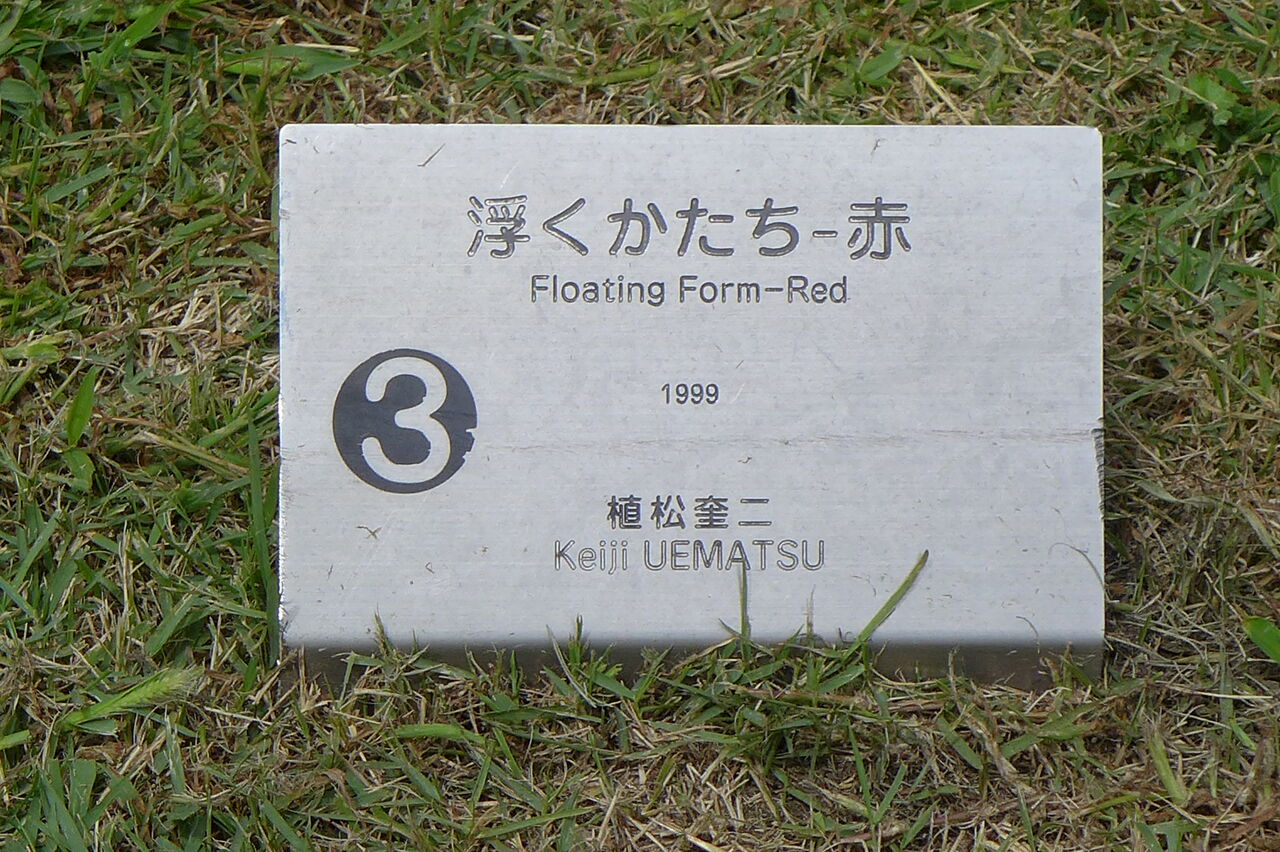 浮くかたち-赤
Floating Form-Red
1999
3
植松奎二
Keiji UEMATSU